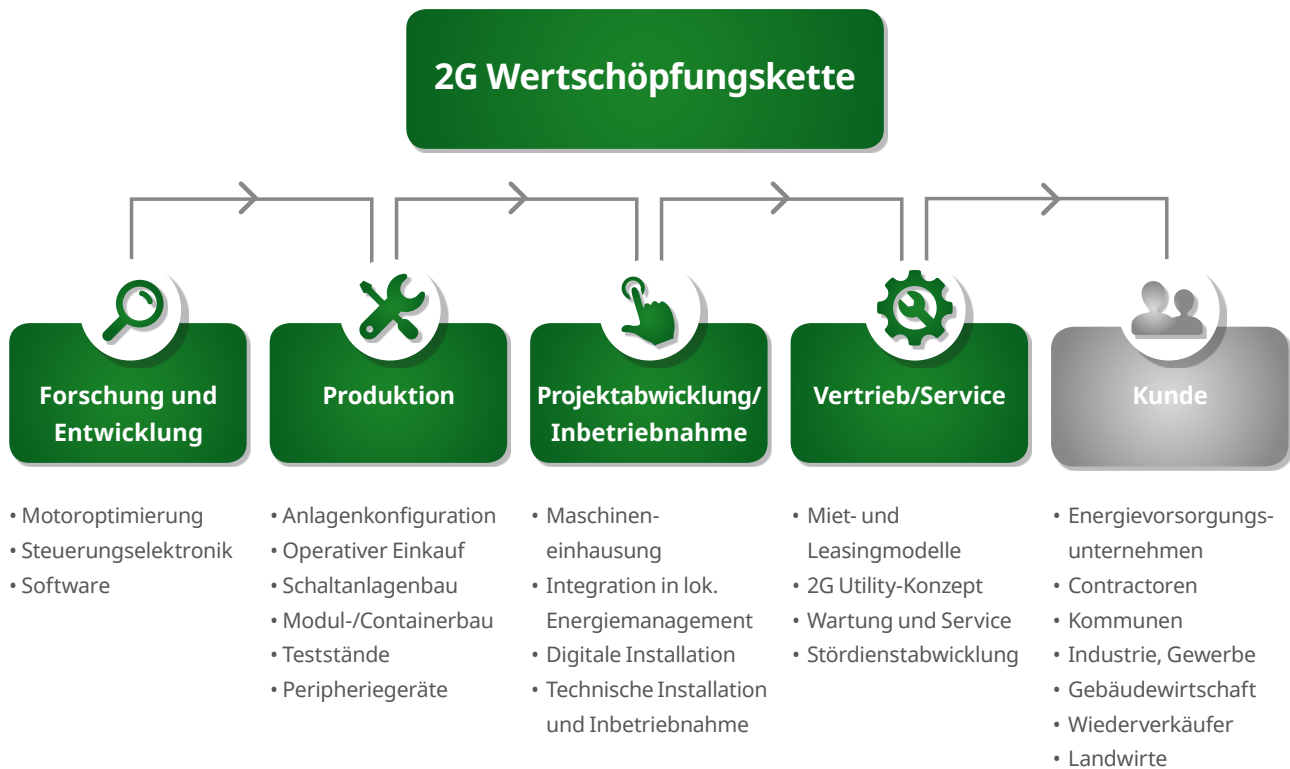 2G Wertschöpfungskette
Forschung und
Entwicklung
• Motoroptimierung
• Steuerungselektronik
• Software
Produktion
• Anlagenkonfiguration
• Operativer Einkauf
• Schaltanlagenbau
• Modul-/Containerbau
• Teststände
• Peripheriegeräte
Projektabwicklung/
Inbetriebnahme
• Maschinen-
einhausung
• Integration in lok.
Energiemanagement
• Digitale Installation
• Technische Installation
und Inbetriebnahme
Vertrieb/Service
• Miet- und
Leasingmodelle
• 2G Utility-Konzept
• Wartung und Service
• Stördienstabwicklung
Kunde
• Energievorsorgungs-
unternehmen
• Contractoren
• Kommunen
• Industrie, Gewerbe
• Gebäudewirtschaft
• Wiederverkäufer
• Landwirte